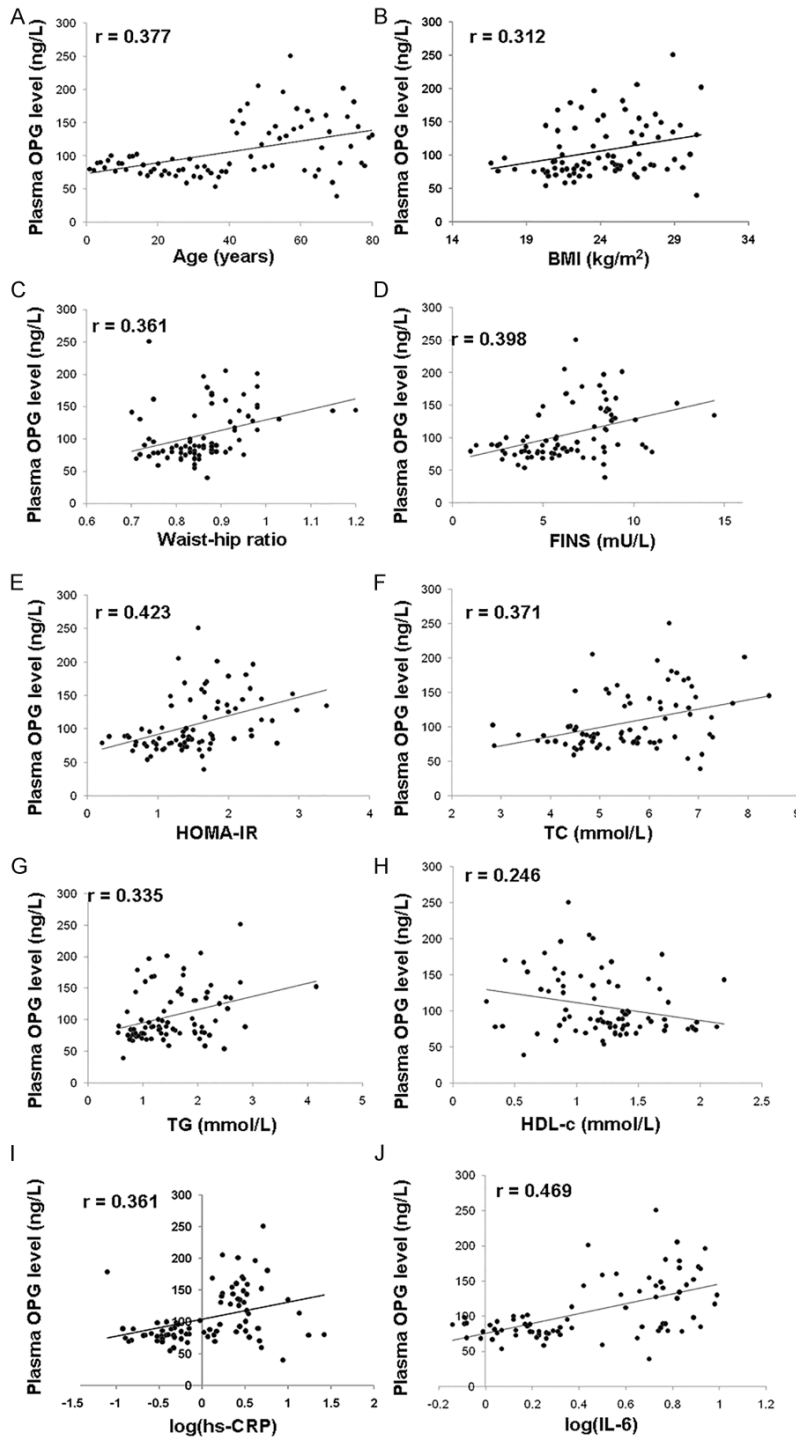 A
r = 0.377
Plasma OPG level (ng/L)
300
250
200
150
100
50
0
0 20 40 60 80
Age (years)
B
r = 0.312
Plasma OPG level (ng/L)
300
250
200
150
100
50
0
14 19 24 29 34
BMI (kg/m²)
C
r = 0.361
Plasma OPG level (ng/L)
300
250
200
150
100
50
0
0.6 0.7 0.8 0.9 1 1.1 1.2
Waist-hip ratio
D
r = 0.398
Plasma OPG level (ng/L)
300
250
200
150
100
50
0
0 5 10 15
FINS (mU/L)
E
r = 0.423
Plasma OPG level (ng/L)
300
250
200
150
100
50
0
0 1 2 3 4
HOMA-IR
F
r = 0.371
Plasma OPG level (ng/L)
300
250
200
150
100
50
0
2 3 4 5 6 7 8 9
TC (mmol/L)
G
r = 0.335
Plasma OPG level (ng/L)
300
250
200
150
100
50
0
0 1 2 3 4 5
TG (mmol/L)
H
r = 0.246
Plasma OPG level (ng/L)
300
250
200
150
100
50
0
0 0.5 1 1.5 2 2.5
HDL-c (mmol/L)
I
r = 0.361
Plasma OPG level (ng/L)
300
250
200
150
100
50
0
-1.5 -1 -0.5 0 0.5 1 1.5 2
log(hs-CRP)
J
r = 0.469
Plasma OPG level (ng/L)
300
250
200
150
100
50
0
-0.2 0 0.2 0.4 0.6 0.8 1 1.2
log(IL-6)